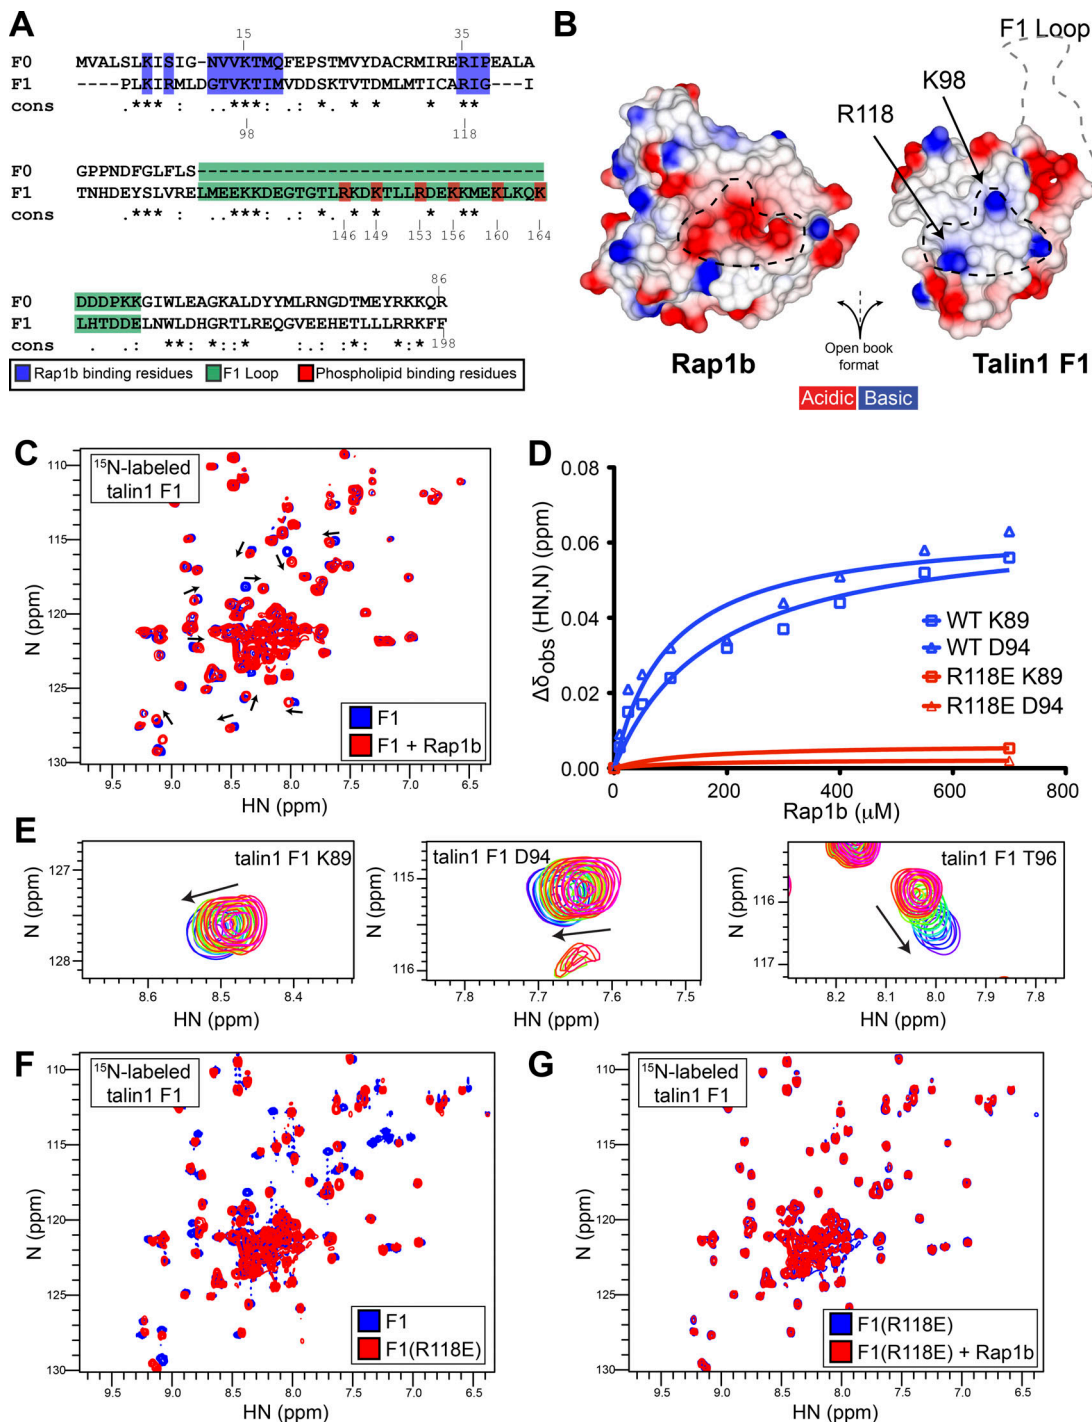 A
15 35
F0 MVALSLKISIG-NVVKTMQFEPSTMVYDACRMIRERIPEALA
F1 ----PLKIRMLDGTVKTIMVDDSKTVTDMLMTICARIG----I
cons .:*** : ***: * * * **
98 118
F0 GPPNDFGLFLS------------------------------
F1 TNHDEYSLVRELMEEKKDEGTGTLRKDKTLLRDEKKMEKLKQK
cons .: *** : ***: * * * **
146 149 153 156 160 164
86
F0 DDDPKKGIWLEAGKALDYYMLRNGDTMEYRKKQR
F1 LHTDDELNWLDHGRTLREQGVEEHETLLLRRKFF
cons . .: **:* *: * **
198
Rap1b binding residues F1 Loop Phospholipid binding residues
B
F1 Loop
K98
R118
Rap1b
Open book
format
Talin1 F1
Acidic Basic
C
15N-labeled
talin1 F1
110
115
120
125
130
N (ppm)
F1
F1 + Rap1b
9.5 9.0 8.5 8.0 7.5 7.0 6.5
HN (ppm)
D
0.08
0.06
0.04
0.02
0.00
Δδobs (HN,N) (ppm)
WT K89
WT D94
R118E K89
R118E D94
0 200 400 600 800
Rap1b (μM)
E
talin1 F1 K89
127
128
N (ppm)
8.6 8.5 8.4
HN (ppm)
talin1 F1 D94
115
116
N (ppm)
7.8 7.7 7.6 7.5
HN (ppm)
talin1 F1 T96
116
117
N (ppm)
8.2 8.1 8.0 7.9 7.8
HN (ppm)
F
15N-labeled
talin1 F1
110
115
120
125
130
N (ppm)
F1
F1(R118E)
9.5 9.0 8.5 8.0 7.5 7.0 6.5
HN (ppm)
G
15N-labeled
talin1 F1
110
115
120
125
130
N (ppm)
F1(R118E)
F1(R118E) + Rap1b
9.5 9.0 8.5 8.0 7.5 7.0 6.5
HN (ppm)